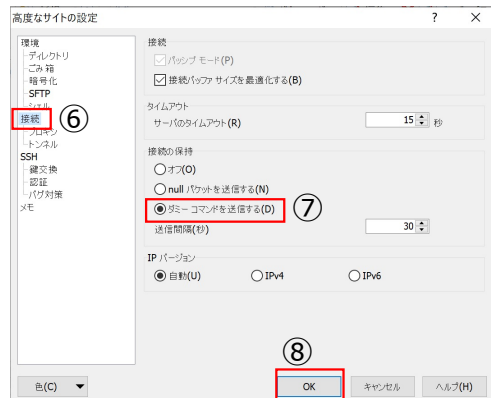 高度なサイトの設定
?
×
環境
ディレクトリ
ごみ箱
暗号化
SFTP
シェル
接続
⑥
プロキシ
トンネル
SSH
鍵交換
認証
バグ対策
メモ
接続
パッシブ モード(P)
接続バッファ サイズを最適化する(B)
タイムアウト
サーバのタイムアウト(R)
15
秒
接続の保持
オフ(O)
null パケットを送信する(N)
ダミー コマンドを送信する(D)
⑦
送信間隔(秒)
30
IP バージョン
自動(U)
IPv4
IPv6
⑧
色(C)
OK
キャンセル
ヘルプ(H)